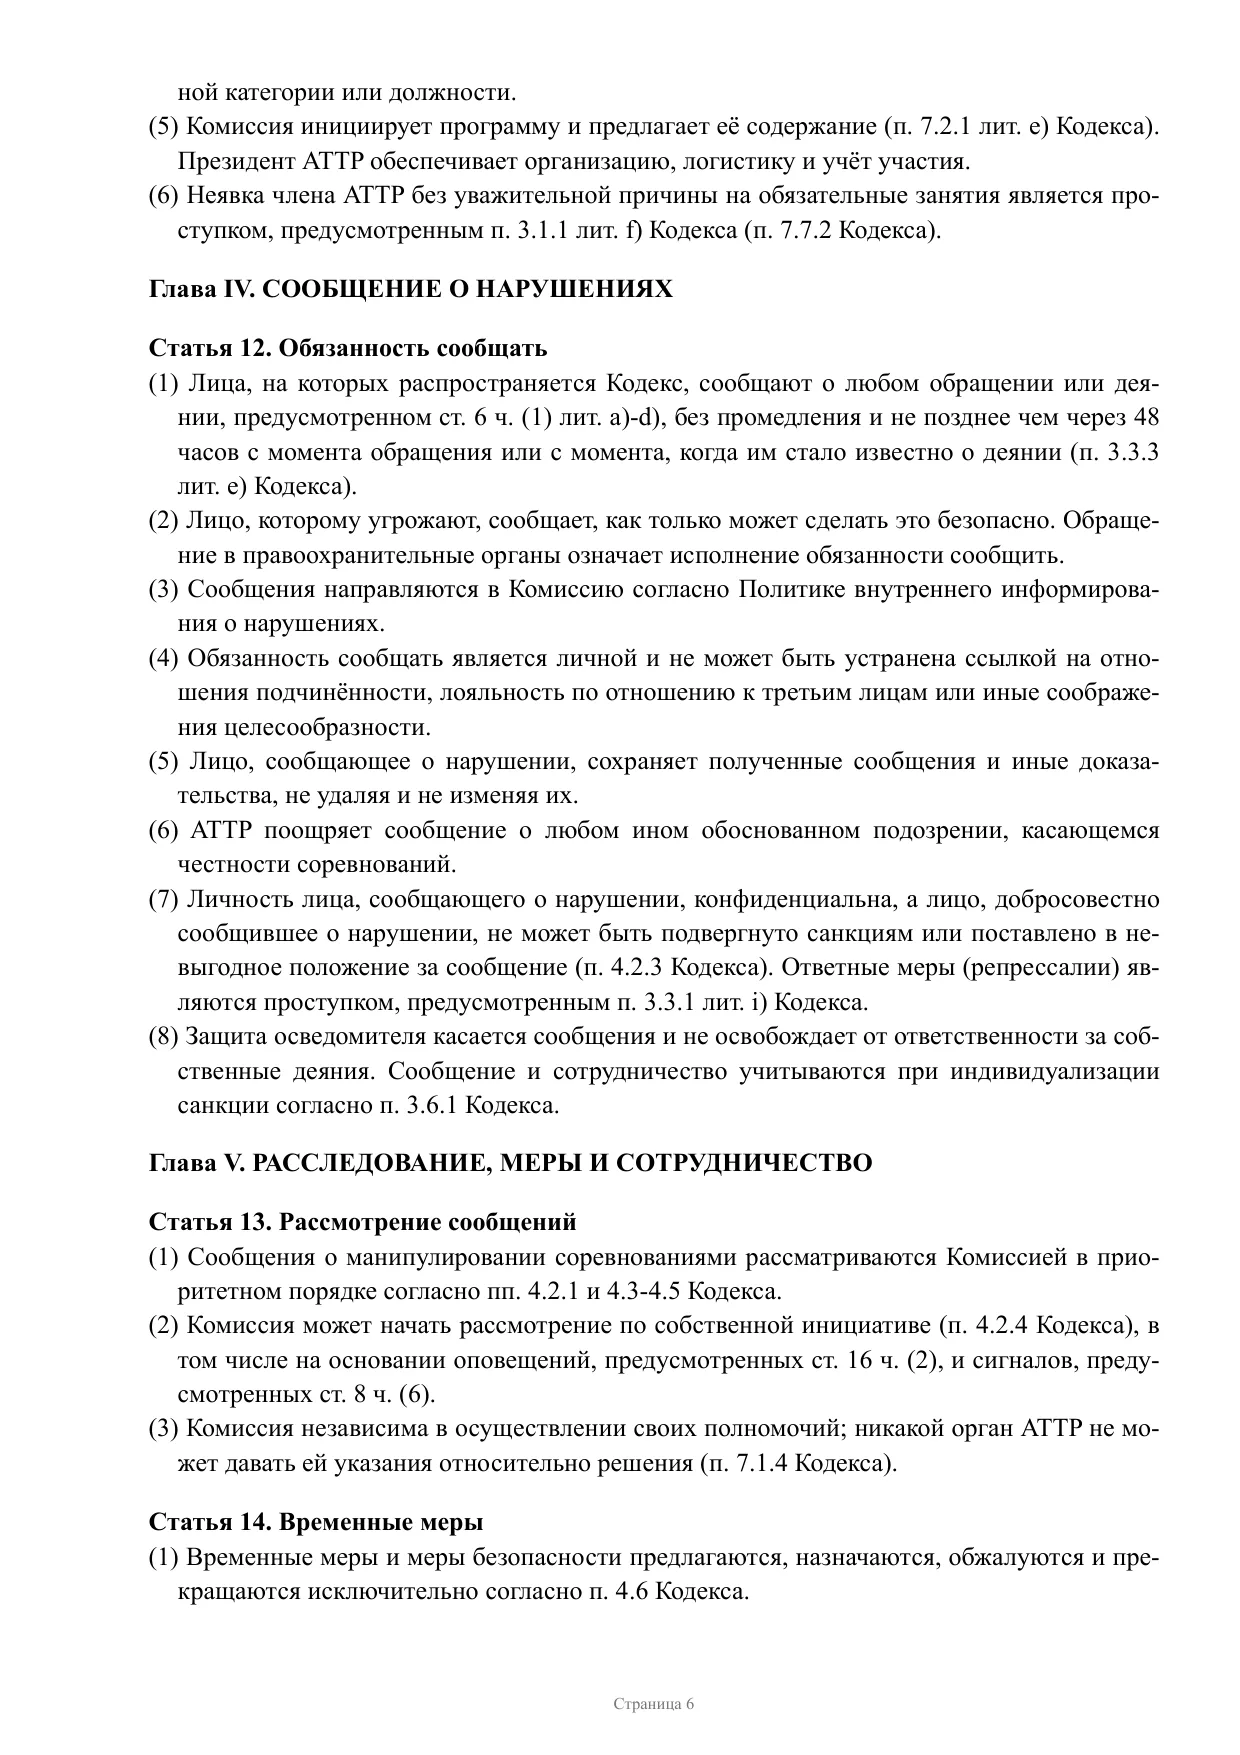 ной категории или должности.
(5) Комиссия инициирует программу и предлагает её содержание (п. 7.2.1 лит. e) Кодекса).
Президент АТТР обеспечивает организацию, логистику и учёт участия.
(6) Неявка члена АТТР без уважительной причины на обязательные занятия является про-
ступком, предусмотренным п. 3.1.1 лит. f) Кодекса (п. 7.7.2 Кодекса).
Глава IV. СООБЩЕНИЕ О НАРУШЕНИЯХ
Статья 12. Обязанность сообщать
(1) Лица, на которых распространяется Кодекс, сообщают о любом обращении или дея-
нии, предусмотренном ст. 6 ч. (1) лит. a)-d), без промедления и не позднее чем через 48
часов с момента обращения или с момента, когда им стало известно о деянии (п. 3.3.3
лит. e) Кодекса).
(2) Лицо, которому угрожают, сообщает, как только может сделать это безопасно. Обраще-
ние в правоохранительные органы означает исполнение обязанности сообщить.
(3) Сообщения направляются в Комиссию согласно Политике внутреннего информирова-
ния о нарушениях.
(4) Обязанность сообщать является личной и не может быть устранена ссылкой на отно-
шения подчинённости, лояльность по отношению к третьим лицам или иные соображе-
ния целесообразности.
(5) Лицо, сообщающее о нарушении, сохраняет полученные сообщения и иные доказа-
тельства, не удаляя и не изменяя их.
(6) АТТР поощряет сообщение о любом ином обоснованном подозрении, касающемся
честности соревнований.
(7) Личность лица, сообщающего о нарушении, конфиденциальна, а лицо, добросовестно
сообщившее о нарушении, не может быть подвергнуто санкциям или поставлено в не-
выгодное положение за сообщение (п. 4.2.3 Кодекса). Ответные меры (репрессалии) яв-
ляются проступком, предусмотренным п. 3.3.1 лит. i) Кодекса.
(8) Защита осведомителя касается сообщения и не освобождает от ответственности за соб-
ственные деяния. Сообщение и сотрудничество учитываются при индивидуализации
санкции согласно п. 3.6.1 Кодекса.
Глава V. РАССЛЕДОВАНИЕ, МЕРЫ И СОТРУДНИЧЕСТВО
Статья 13. Рассмотрение сообщений
(1) Сообщения о манипулировании соревнованиями рассматриваются Комиссией в прио-
ритетном порядке согласно пп. 4.2.1 и 4.3-4.5 Кодекса.
(2) Комиссия может начать рассмотрение по собственной инициативе (п. 4.2.4 Кодекса), в
том числе на основании оповещений, предусмотренных ст. 16 ч. (2), и сигналов, преду-
смотренных ст. 8 ч. (6).
(3) Комиссия независима в осуществлении своих полномочий; никакой орган АТТР не мо-
жет давать ей указания относительно решения (п. 7.1.4 Кодекса).
Статья 14. Временные меры
(1) Временные меры и меры безопасности предлагаются, назначаются, обжалуются и пре-
кращаются исключительно согласно п. 4.6 Кодекса.
Страница 6